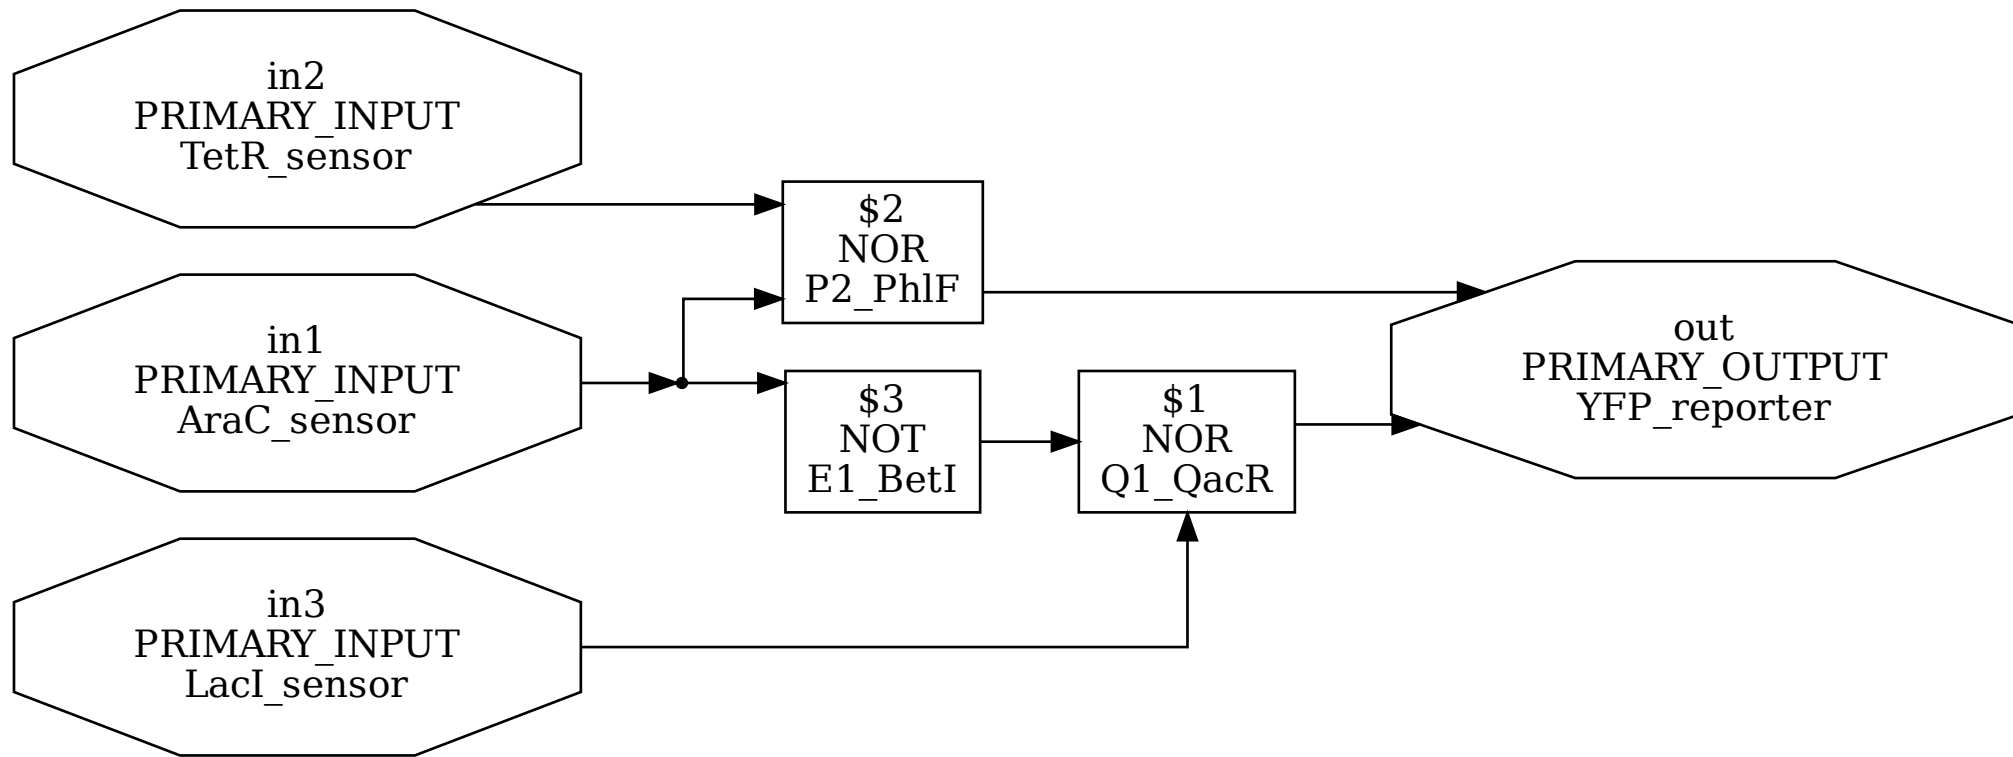 in2
PRIMARY_INPUT
TetR_sensor
$2
NOR
P2_PhlF
in1
PRIMARY_INPUT
AraC_sensor
$3
NOT
E1_BetI
$1
NOR
Q1_QacR
out
PRIMARY_OUTPUT
YFP_reporter
in3
PRIMARY_INPUT
LacI_sensor